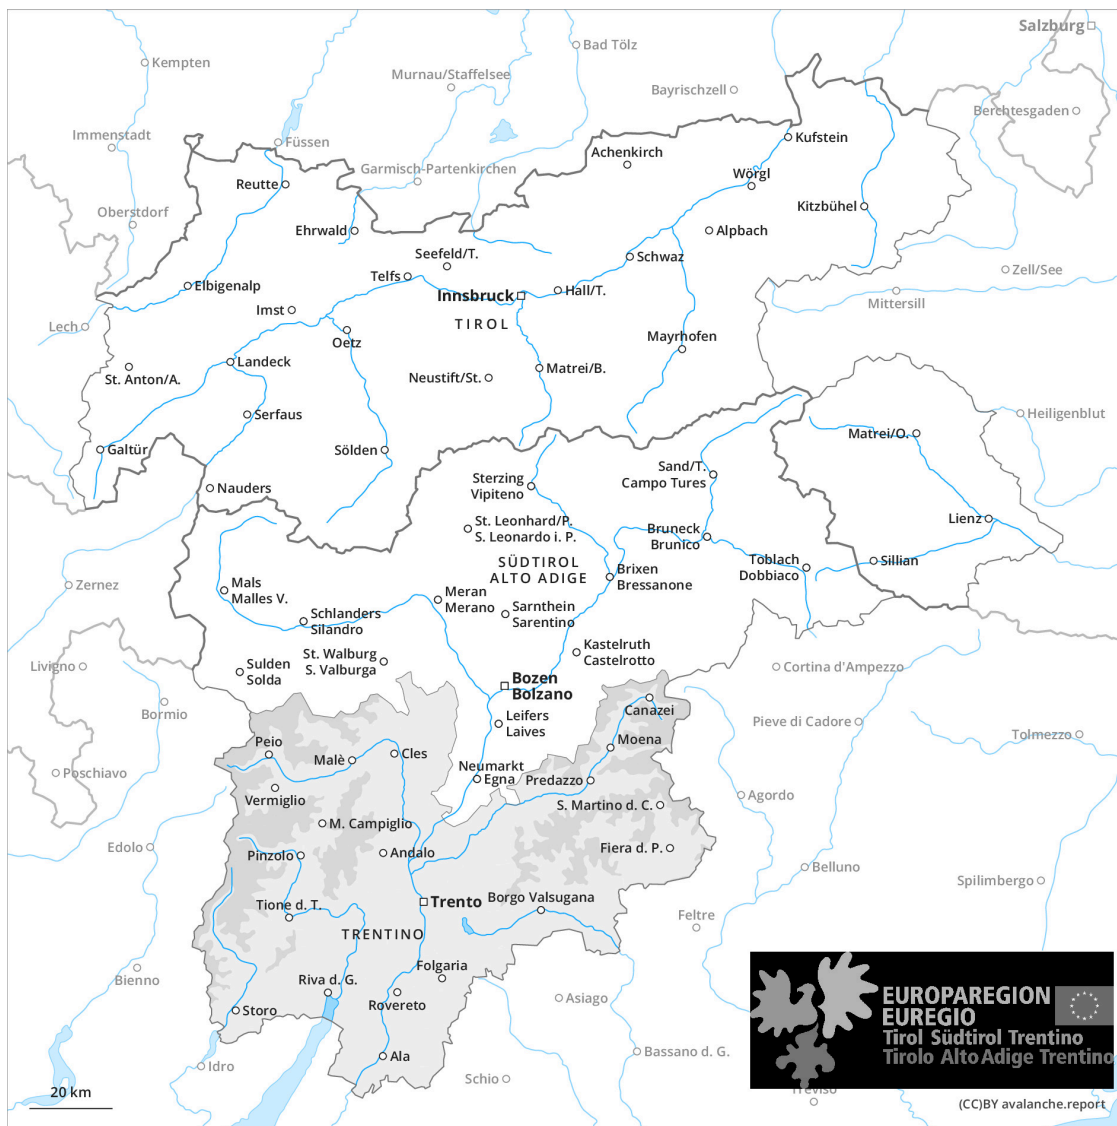 Salzburg
Bad Tölz
Kempten
Murnau/Staffelsee
Bayrischzell
Berchtesgaden
Immenstadt
Füssen
Kufstein
Achenkirch
Garmisch-Partenkirchen
Wörgl
Reutte
Kitzbühel
Oberstdorf
Ehrwald
Alpbach
Seefeld/T.
Schwaz
Telfs
Zell/See
Elbigenalp
Innsbruck
Hall/T.
Mittersill
Imst
TIROL
Lech
Oetz
Mayrhofen
Landeck
Matrei/B.
St. Anton/A.
Neustift/St.
Serfaus
Heiligenblut
Matrei/O.
Galtür
Sölden
Sand/T.
Campo Tures
Sterzing
Vipiteno
Nauders
Lienz
St. Leonhard/P.
S. Leonardo i. P.
Bruneck
Brunico
SÜDTIROL
ALTO ADIGE
Toblach
Dobbiaco
Sillian
Brixen
Bressanone
Zernez
Mals
Malles V.
Meran
Merano
Sarnthein
Sarentino
Schlanders
Silandro
Kastelruth
Castelrotto
St. Walburg
S. Valburga
Livigno
Sulden
Solda
Cortina d'Ampezzo
Bozen
Bolzano
Bormio
Canazei
Leifers
Laives
Pieve di Cadore
Tolmezzo
Peio
Moena
Malè
Cles
Poschiavo
Neumarkt
Egna
Predazzo
Vermiglio
Agordo
S. Martino d. C.
M. Campiglio
Edolo
Fiera d. P.
Pinzolo
Andalo
Belluno
Spilimbergo
Borgo Valsugana
Trento
Tione d. T.
Feltre
TRENTINO
Folgaria
Bienno
Riva d. G.
Rovereto
Asiago
Storo
EUROPAREGION
EUREGIO
Tirol Südtirol Trentino
Tirolo Alto Adige Trentino
Ala
Bassano d. G.
Idro
Schio
Treviso
20 km
(CC)BY avalanche.report